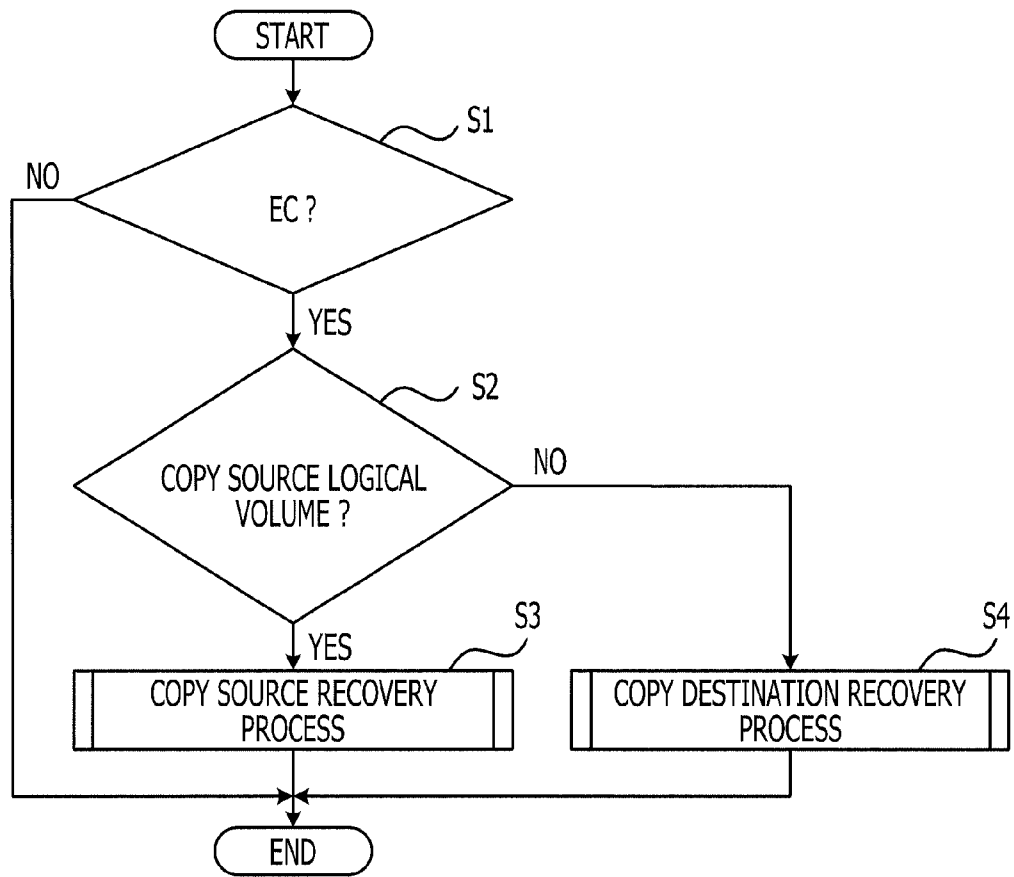 START
S1
NO
EC ?
YES
S2
COPY SOURCE LOGICAL
VOLUME ?
NO
YES
S3
S4
COPY SOURCE RECOVERY
PROCESS
COPY DESTINATION RECOVERY
PROCESS
END